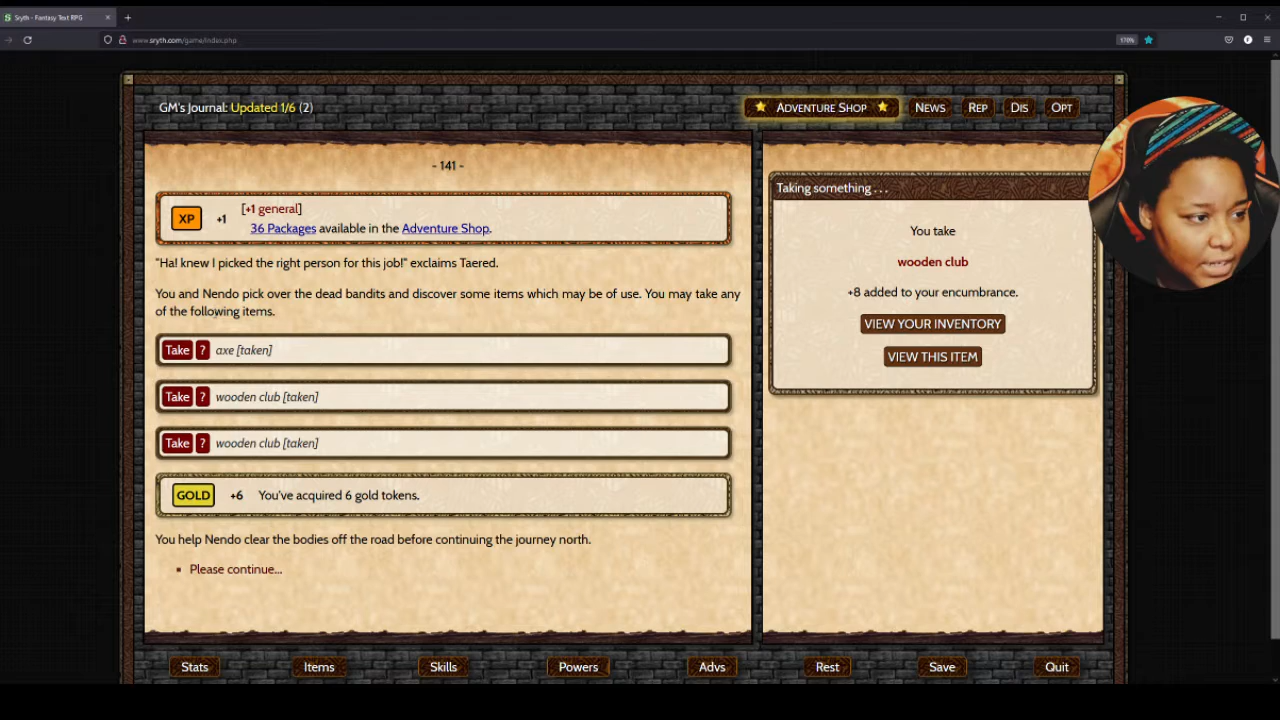 Sryth - Fantasy Text RPG
www.sryth.com/game/index.php
170%
GM's Journal: Updated 1/6 (2)
ADVENTURE SHOP
NEWS
REP
DIS
OPT
- 141 -
XP +1 [+1 general]
36 Packages available in the Adventure Shop.
"Ha! knew I picked the right person for this job!" exclaims Taered.
You and Nendo pick over the dead bandits and discover some items which may be of use. You may take any
of the following items.
Take ? axe [taken]
Take ? wooden club [taken]
Take ? wooden club [taken]
GOLD +6 You've acquired 6 gold tokens.
You help Nendo clear the bodies off the road before continuing the journey north.
Please continue...
Taking something . . .
You take
wooden club
+8 added to your encumbrance.
VIEW YOUR INVENTORY
VIEW THIS ITEM
Stats
Items
Skills
Powers
Advs
Rest
Save
Quit